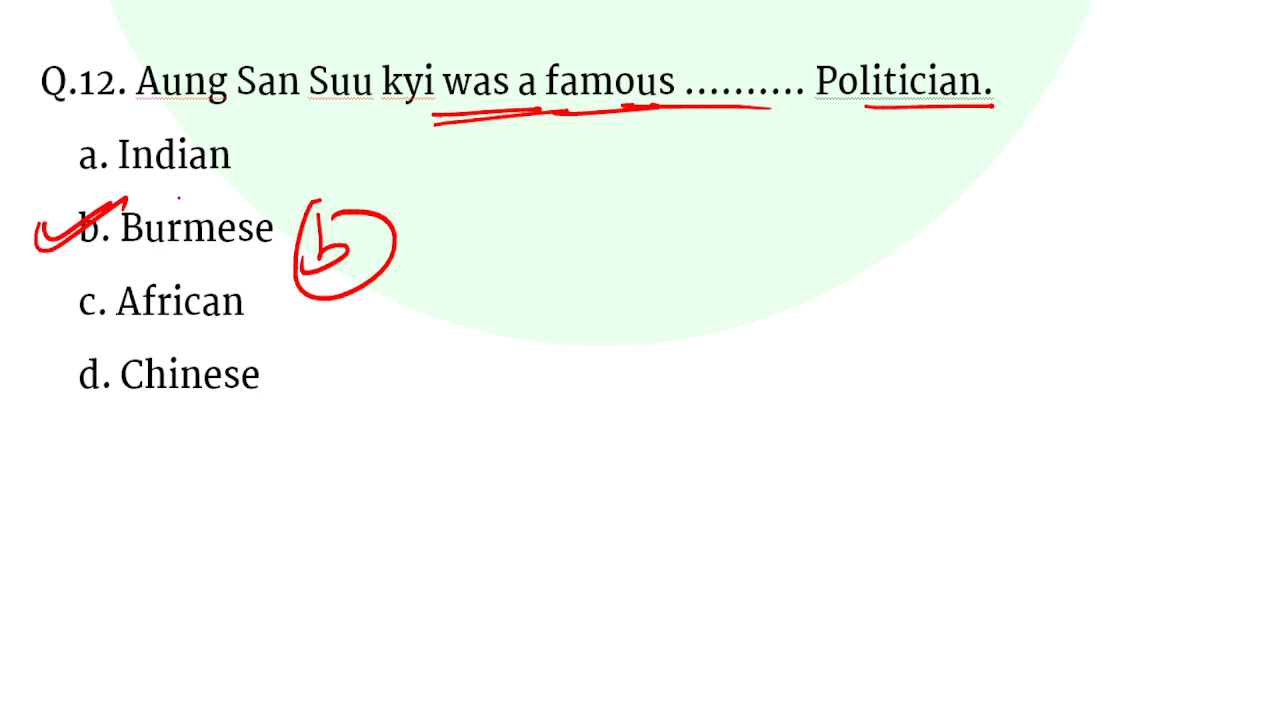 Q.12. Aung San Suu kyi was a famous .......... Politician.
a. Indian
b. Burmese b
c. African
d. Chinese